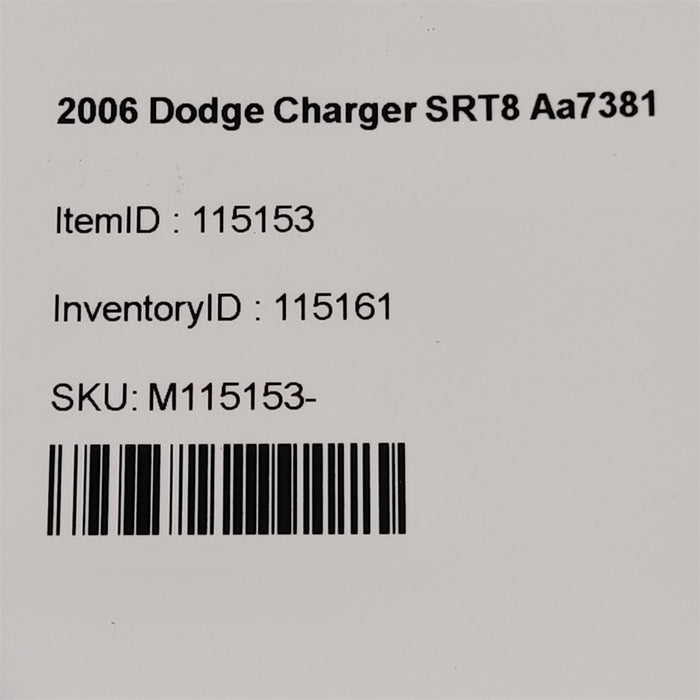 2006 Dodge Charger SRT8 Aa7381
ItemID : 115153
InventoryID : 115161
SKU: M115153-